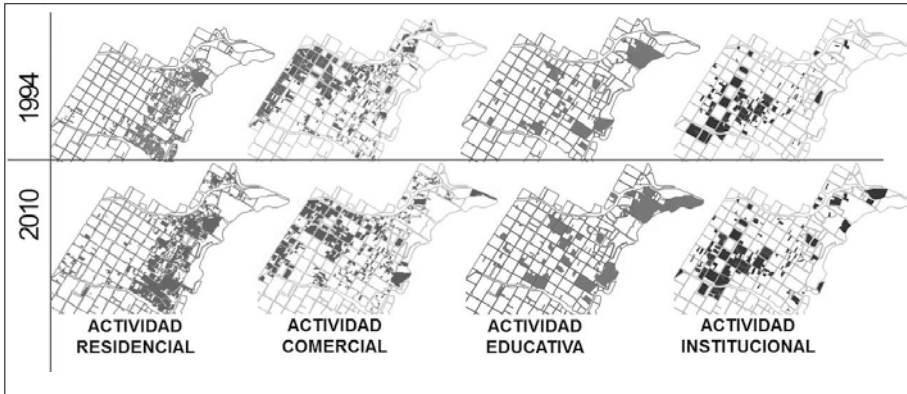 1994
2010
ACTIVIDAD
RESIDENCIAL
ACTIVIDAD
COMERCIAL
ACTIVIDAD
EDUCATIVA
ACTIVIDAD
INSTITUCIONAL